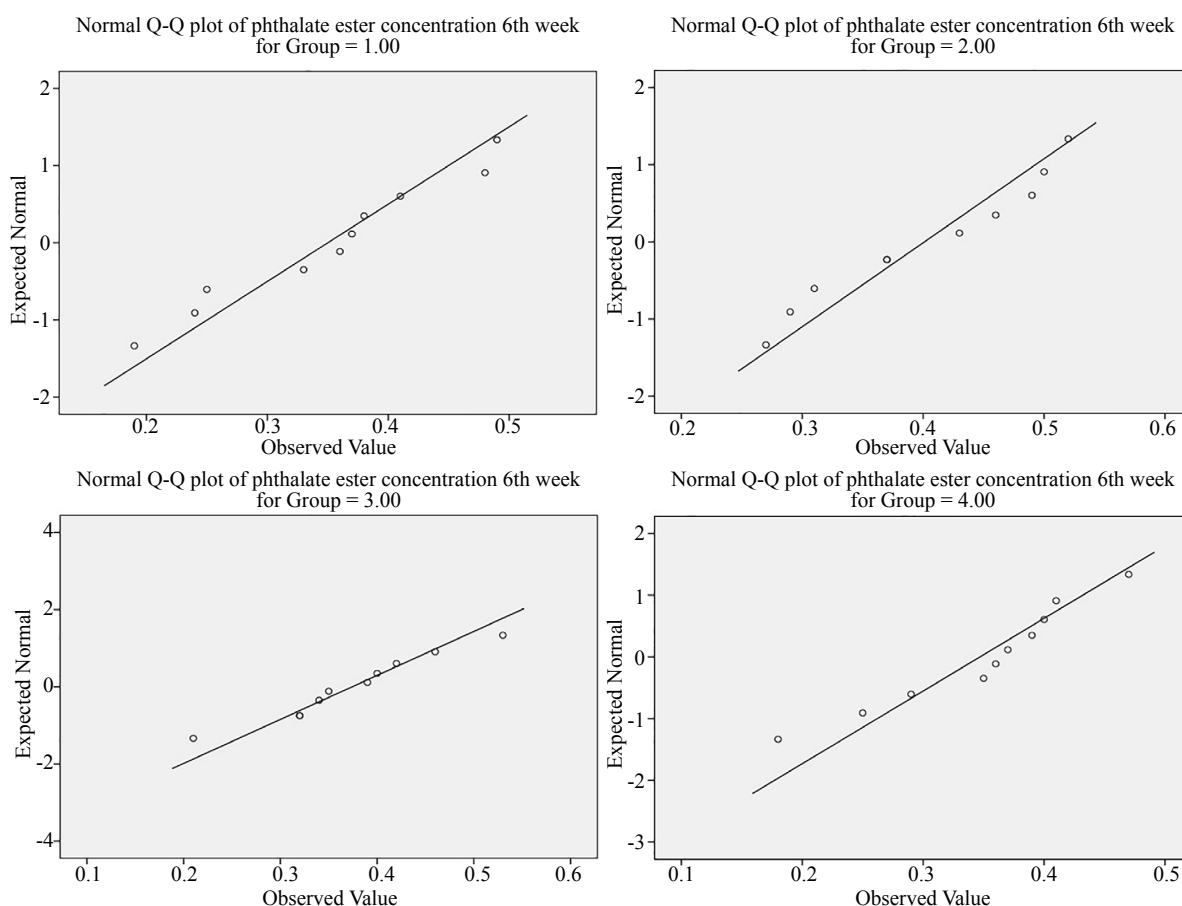 Normal Q-Q plot of phthalate ester concentration 6th week
for Group = 1.00
2
1
0
-1
-2
Expected Normal
0.2 0.3 0.4 0.5
Observed Value
Normal Q-Q plot of phthalate ester concentration 6th week
for Group = 2.00
2
1
0
-1
-2
Expected Normal
0.2 0.3 0.4 0.5 0.6
Observed Value
Normal Q-Q plot of phthalate ester concentration 6th week
for Group = 3.00
4
2
0
-2
-4
Expected Normal
0.1 0.2 0.3 0.4 0.5 0.6
Observed Value
Normal Q-Q plot of phthalate ester concentration 6th week
for Group = 4.00
2
1
0
-1
-2
-3
Expected Normal
0.1 0.2 0.3 0.4 0.5
Observed Value